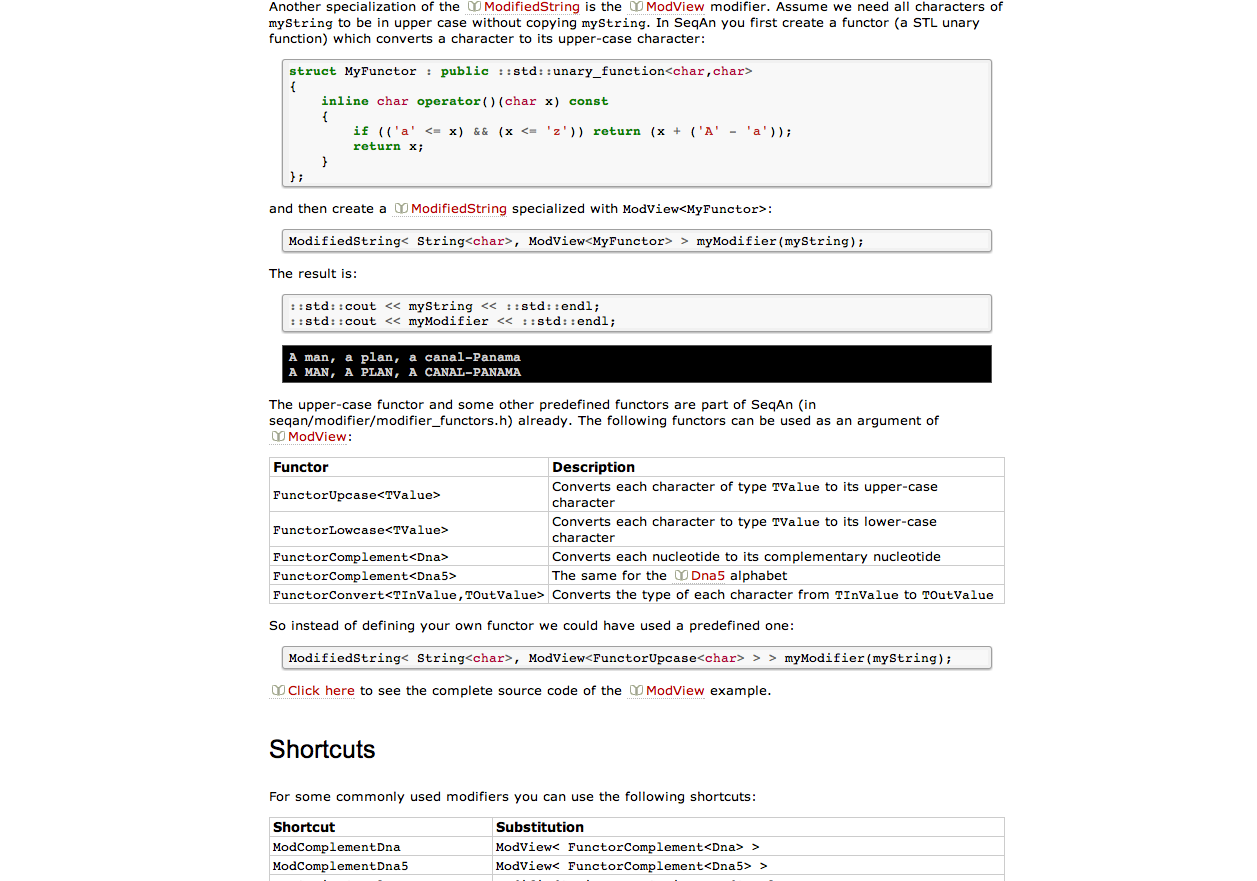 Another specialization of the ModifiedString is the ModView modifier. Assume we need all characters of
myString to be in upper case without copying myString. In SeqAn you first create a functor (a STL unary
function) which converts a character to its upper-case character:
struct MyFunctor : public ::std::unary_function<char,char>
{
    inline char operator()(char x) const
    {
        if (('a' <= x) && (x <= 'z')) return (x + ('A' - 'a'));
        return x;
    }
};
and then create a ModifiedString specialized with ModView<MyFunctor>:
ModifiedString< String<char>, ModView<MyFunctor> > myModifier(myString);
The result is:
::std::cout << myString << ::std::endl;
::std::cout << myModifier << ::std::endl;
A man, a plan, a canal-Panama
A MAN, A PLAN, A CANAL-PANAMA
The upper-case functor and some other predefined functors are part of SeqAn (in
seqan/modifier/modifier_functors.h) already. The following functors can be used as an argument of
ModView:
Functor Description
FunctorUpcase<TValue> Converts each character of type TValue to its upper-case
character
FunctorLowcase<TValue> Converts each character to type TValue to its lower-case
character
FunctorComplement<Dna> Converts each nucleotide to its complementary nucleotide
FunctorComplement<Dna5> The same for the Dna5 alphabet
FunctorConvert<TInValue,TOutValue> Converts the type of each character from TInValue to TOutValue
So instead of defining your own functor we could have used a predefined one:
ModifiedString< String<char>, ModView<FunctorUpcase<char> > > myModifier(myString);
Click here to see the complete source code of the ModView example.
Shortcuts
For some commonly used modifiers you can use the following shortcuts:
Shortcut Substitution
ModComplementDna ModView< FunctorComplement<Dna> >
ModComplementDna5 ModView< FunctorComplement<Dna5> >